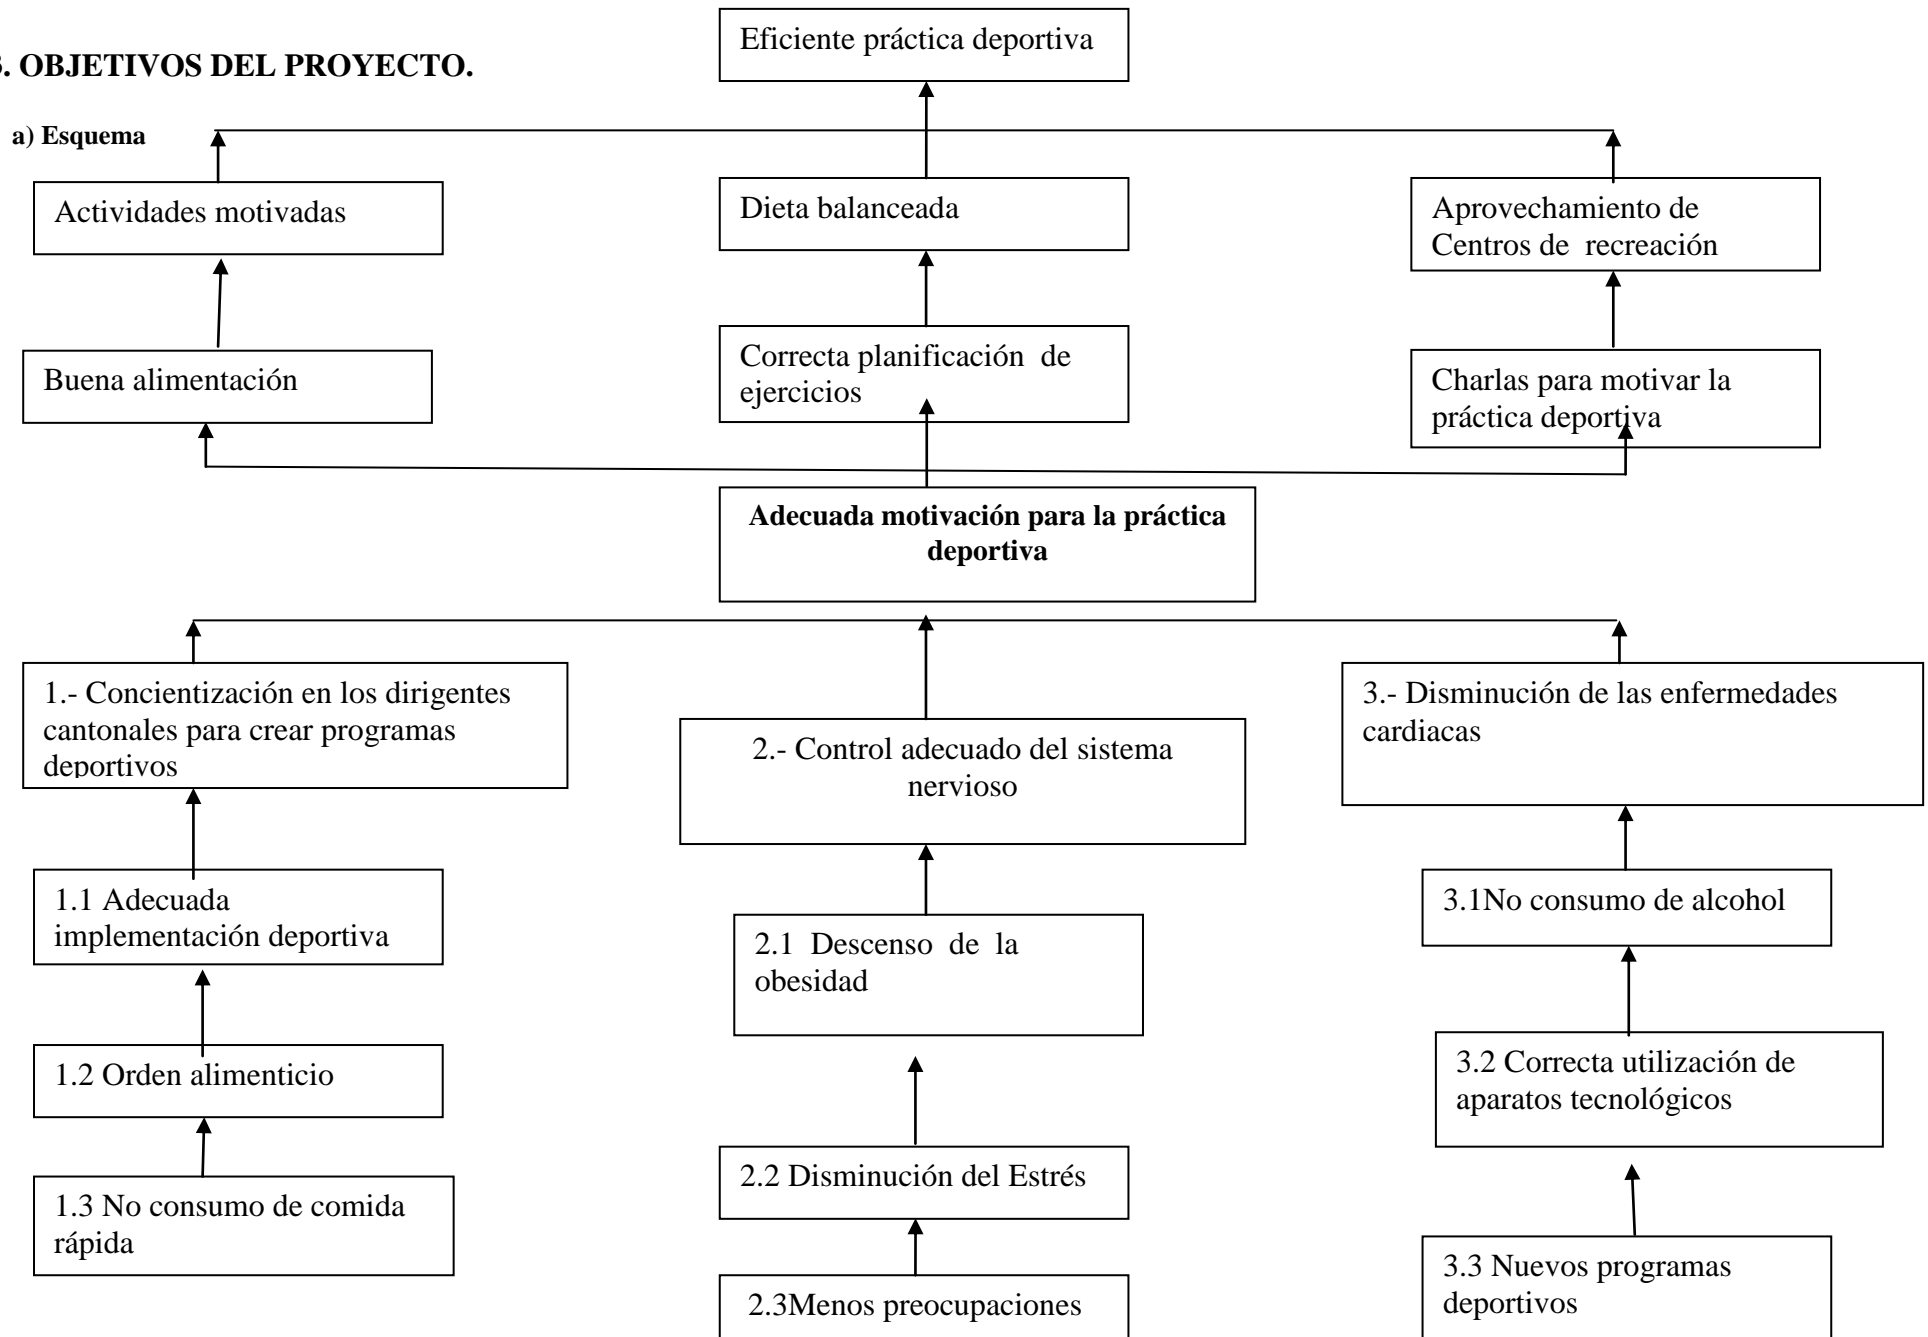 Eficiente práctica deportiva
. OBJETIVOS DEL PROYECTO.
a) Esquema
Actividades motivadas
Dieta balanceada
Aprovechamiento de
Centros de recreación
Buena alimentación
Correcta planificación de
ejercicios
Charlas para motivar la
práctica deportiva
Adecuada motivación para la práctica
deportiva
1.- Concientización en los dirigentes
cantonales para crear programas
deportivos
2.- Control adecuado del sistema
nervioso
3.- Disminución de las enfermedades
cardiacas
1.1 Adecuada
implementación deportiva
2.1 Descenso de la
obesidad
3.1No consumo de alcohol
1.2 Orden alimenticio
3.2 Correcta utilización de
aparatos tecnológicos
1.3 No consumo de comida
rápida
2.2 Disminución del Estrés
2.3Menos preocupaciones
3.3 Nuevos programas
deportivos